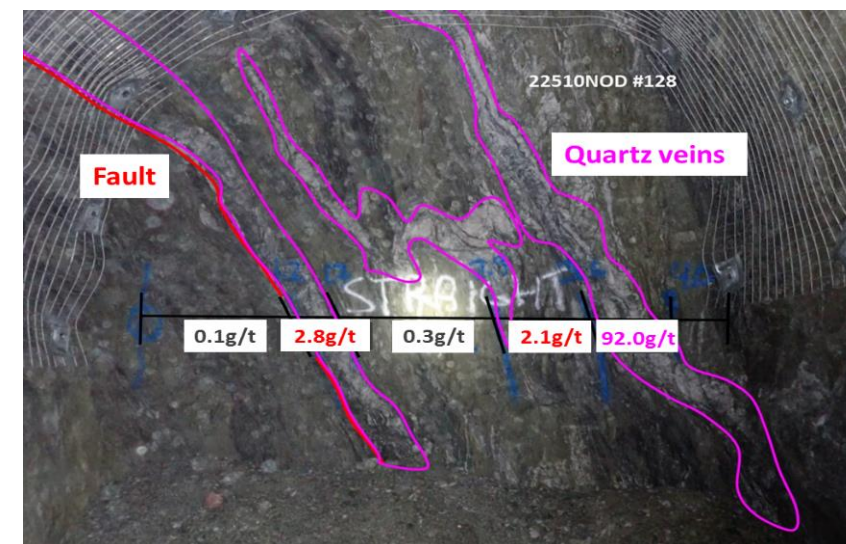 22510NOD #128
Quartz veins
Fault
STRAIGHT
0.1g/t
2.8g/t
0.3g/t
2.1g/t
92.0g/t